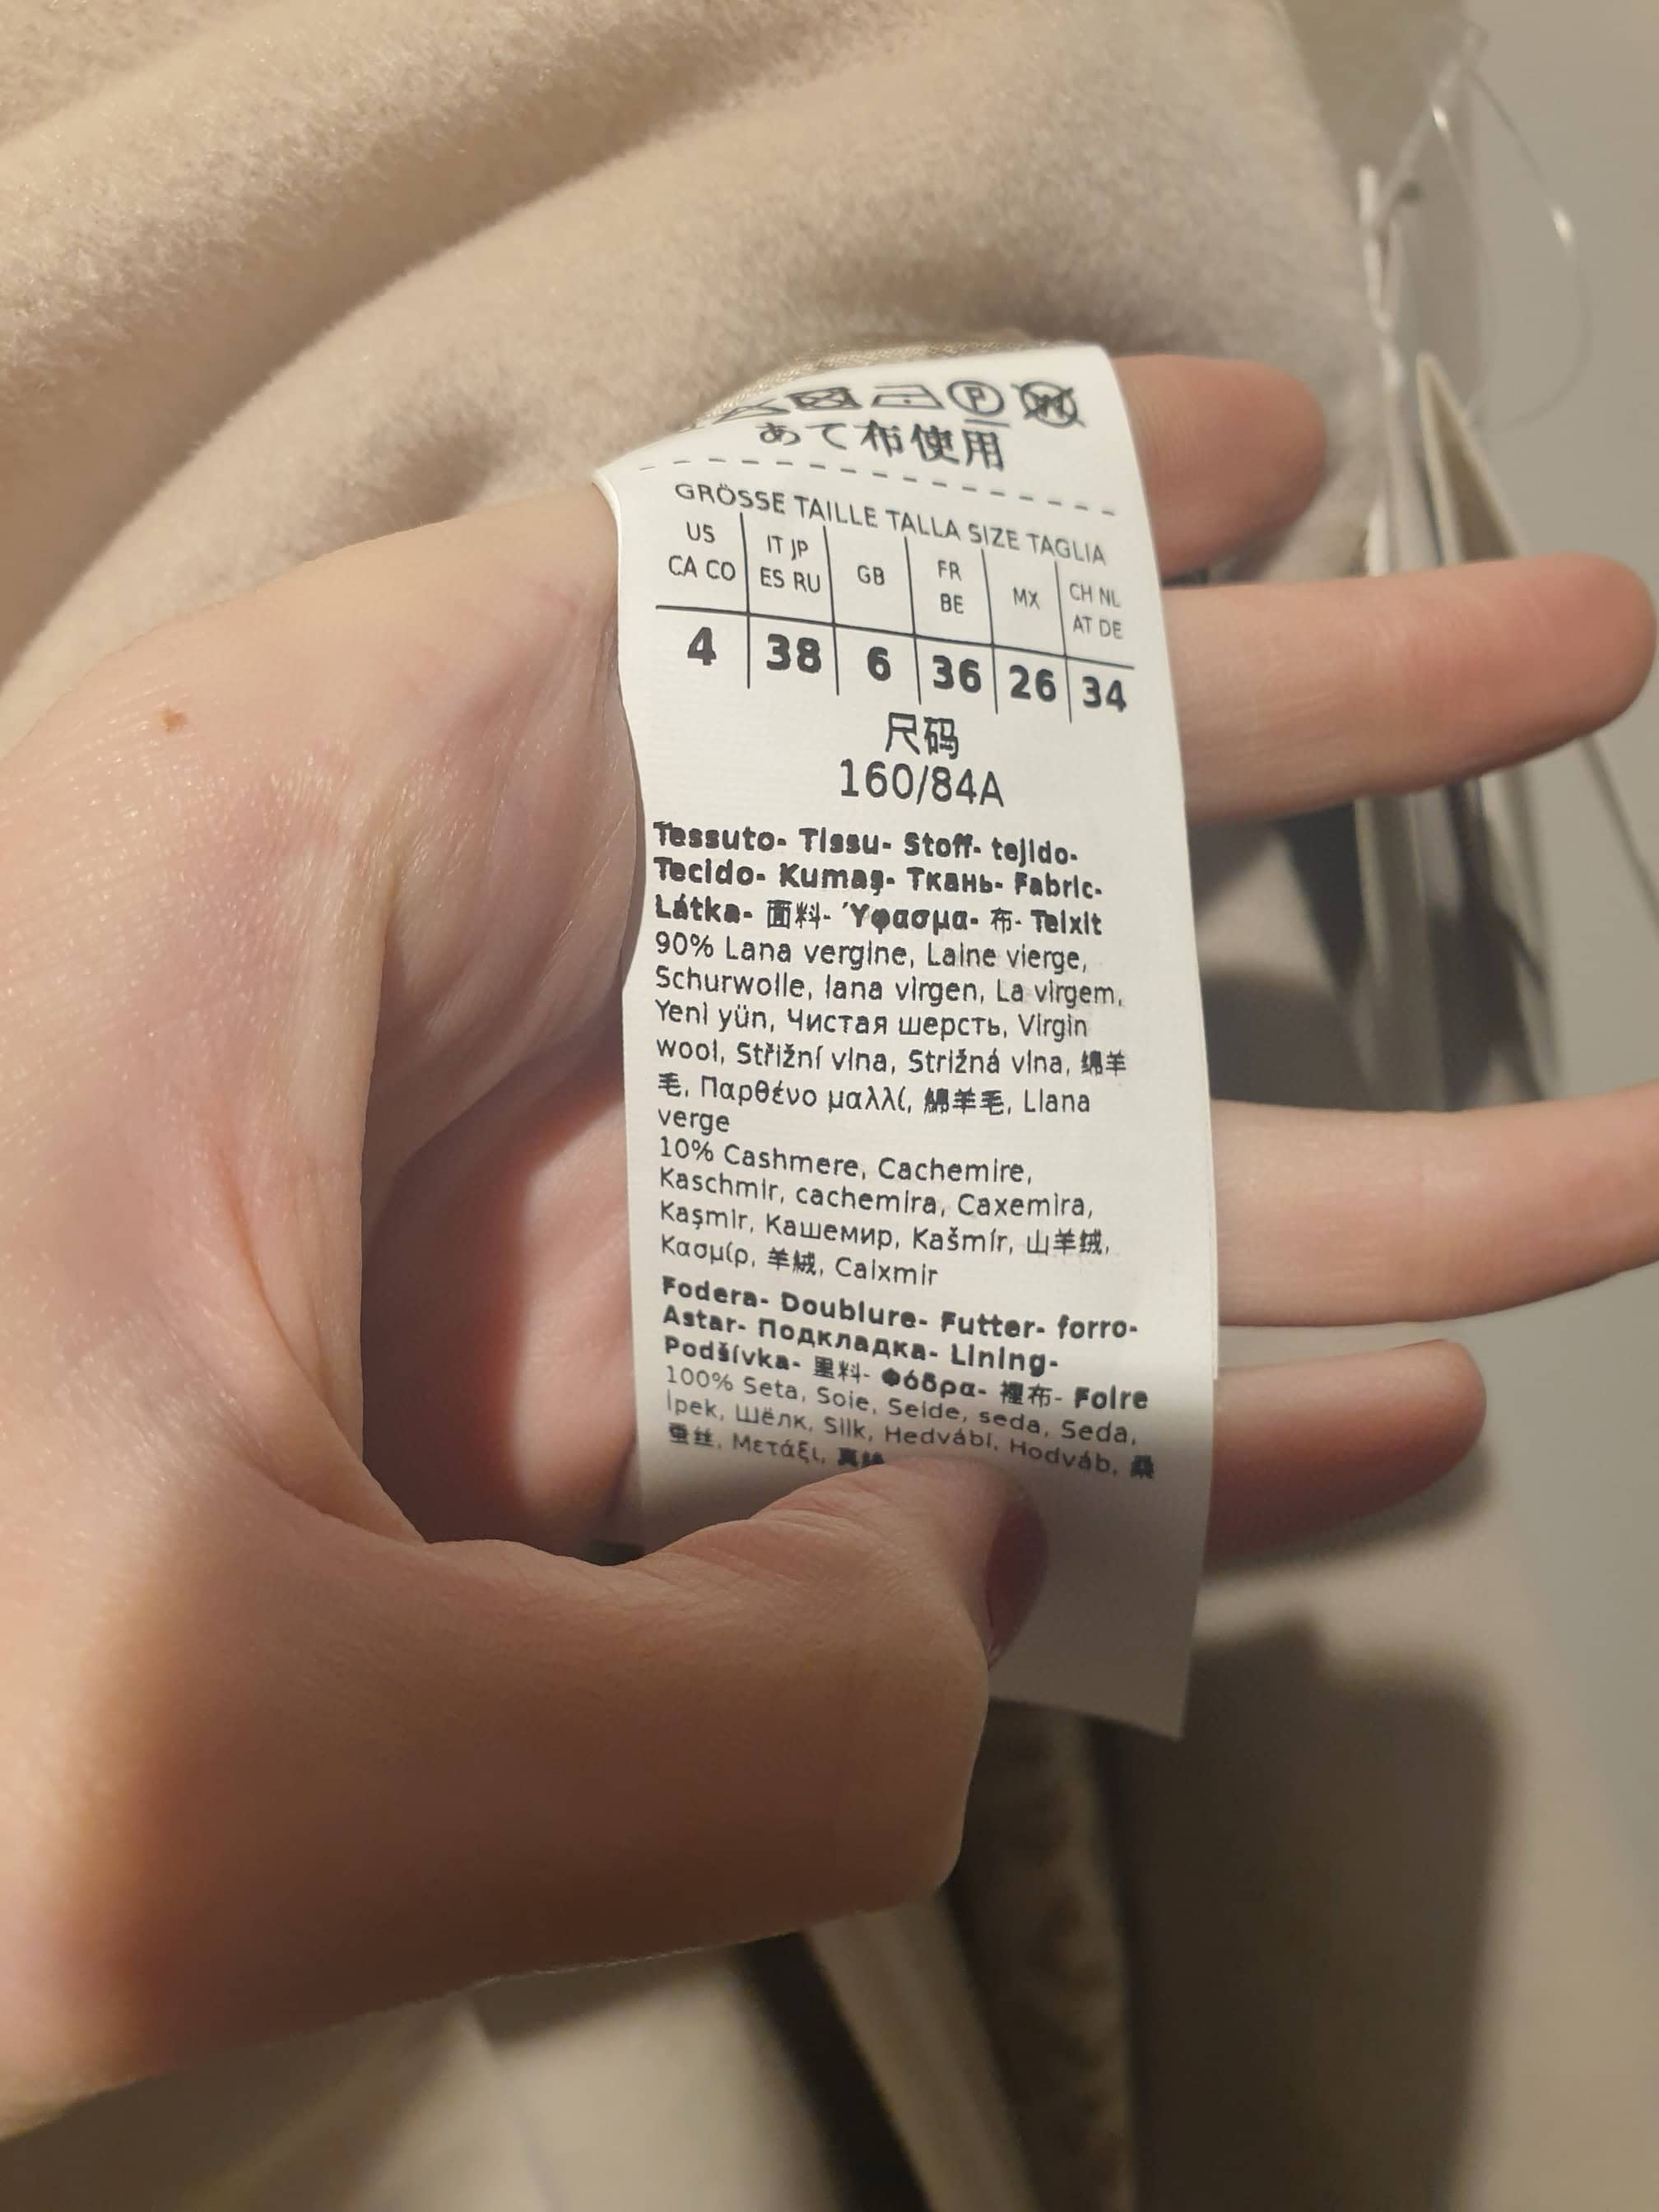 あて布使用
GRÖSSE TAILLE TALLA SIZE TAGLIA
US CA CO | IT JP ES RU | GB | FR BE | MX | CH NL AT DE
4 | 38 | 6 | 36 | 26 | 34
尺码
160/84A
Tessuto- Tissu- Stoff- tejido-
Tecido- Kumaş- Ткань- Fabric-
Látka- 面料- Ύφασμα- 布- Teixit
90% Lana vergine, Laine vierge,
Schurwolle, lana virgen, La virgem,
Yeni yün, Чистая шерсть, Virgin
wool, Střižní vlna, Strižná vlna, 绵羊
毛, Παρθένο μαλλί, 綿羊毛, Llana
verge
10% Cashmere, Cachemire,
Kaschmir, cachemira, Caxemira,
Kaşmir, Кашемир, Kašmír, 山羊绒,
Κασμίρ, 羊絨, Caixmir
Fodera- Doublure- Futter- forro-
Astar- Подкладка- Lining-
Podšívka- 里料- Φόδρα- 裡布- Folre
100% Seta, Soie, Seide, seda, Seda,
İpek, Шёлк, Silk, Hedvábí, Hodváb, 桑
蚕丝, Μετάξι, 真絲